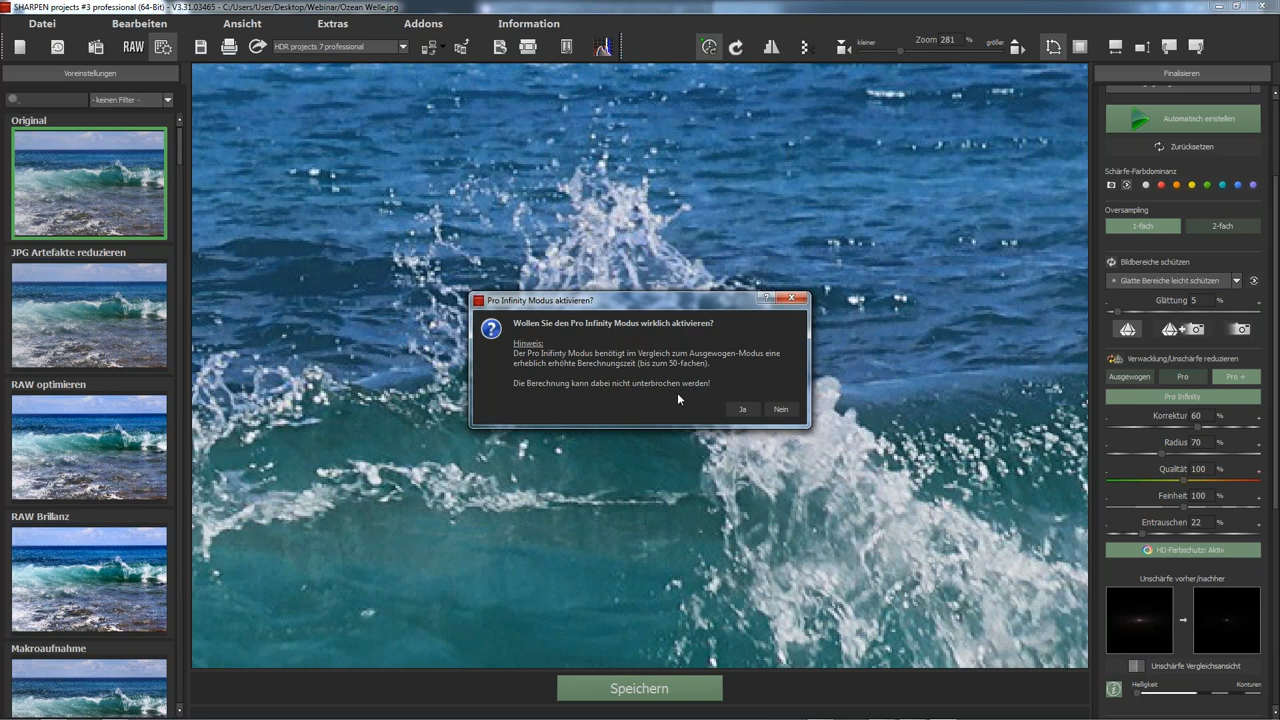 SHARPEN projects #3 professional (64-Bit) - V3.31.03465 - C:/Users/User/Desktop/Webinar/Ozean Welle.jpg
Datei Bearbeiten Ansicht Extras Addons Information
RAW HDR projects 7 professional kleiner Zoom 281 % größer
Voreinstellungen
- keinen Filter -
Original
JPG Artefakte reduzieren
RAW optimieren
RAW Brillanz
Makroaufnahme
Pro Infinity Modus aktivieren?
Wollen Sie den Pro Infinity Modus wirklich aktivieren?
Hinweis:
Der Pro Inifinty Modus benötigt im Vergleich zum Ausgewogen-Modus eine
erheblich erhöhte Berechnungszeit (bis zum 50-fachen).
Die Berechnung kann dabei nicht unterbrochen werden!
Ja Nein
Speichern
Finalisieren
Automatisch einstellen
Zurücksetzen
Schärfe-Farbdominanz
Oversampling
1-fach 2-fach
Bildbereiche schützen
Glatte Bereiche leicht schützen
Glättung 5 %
Verwacklung/Unschärfe reduzieren
Ausgewogen Pro Pro +
Pro Infinity
Korrektur 60 %
Radius 70 %
Qualität 100 %
Feinheit 100 %
Entrauschen 22 %
HD-Farbschutz: Aktiv
Unschärfe vorher/nachher
Unschärfe Vergleichsansicht
Helligkeit Konturen